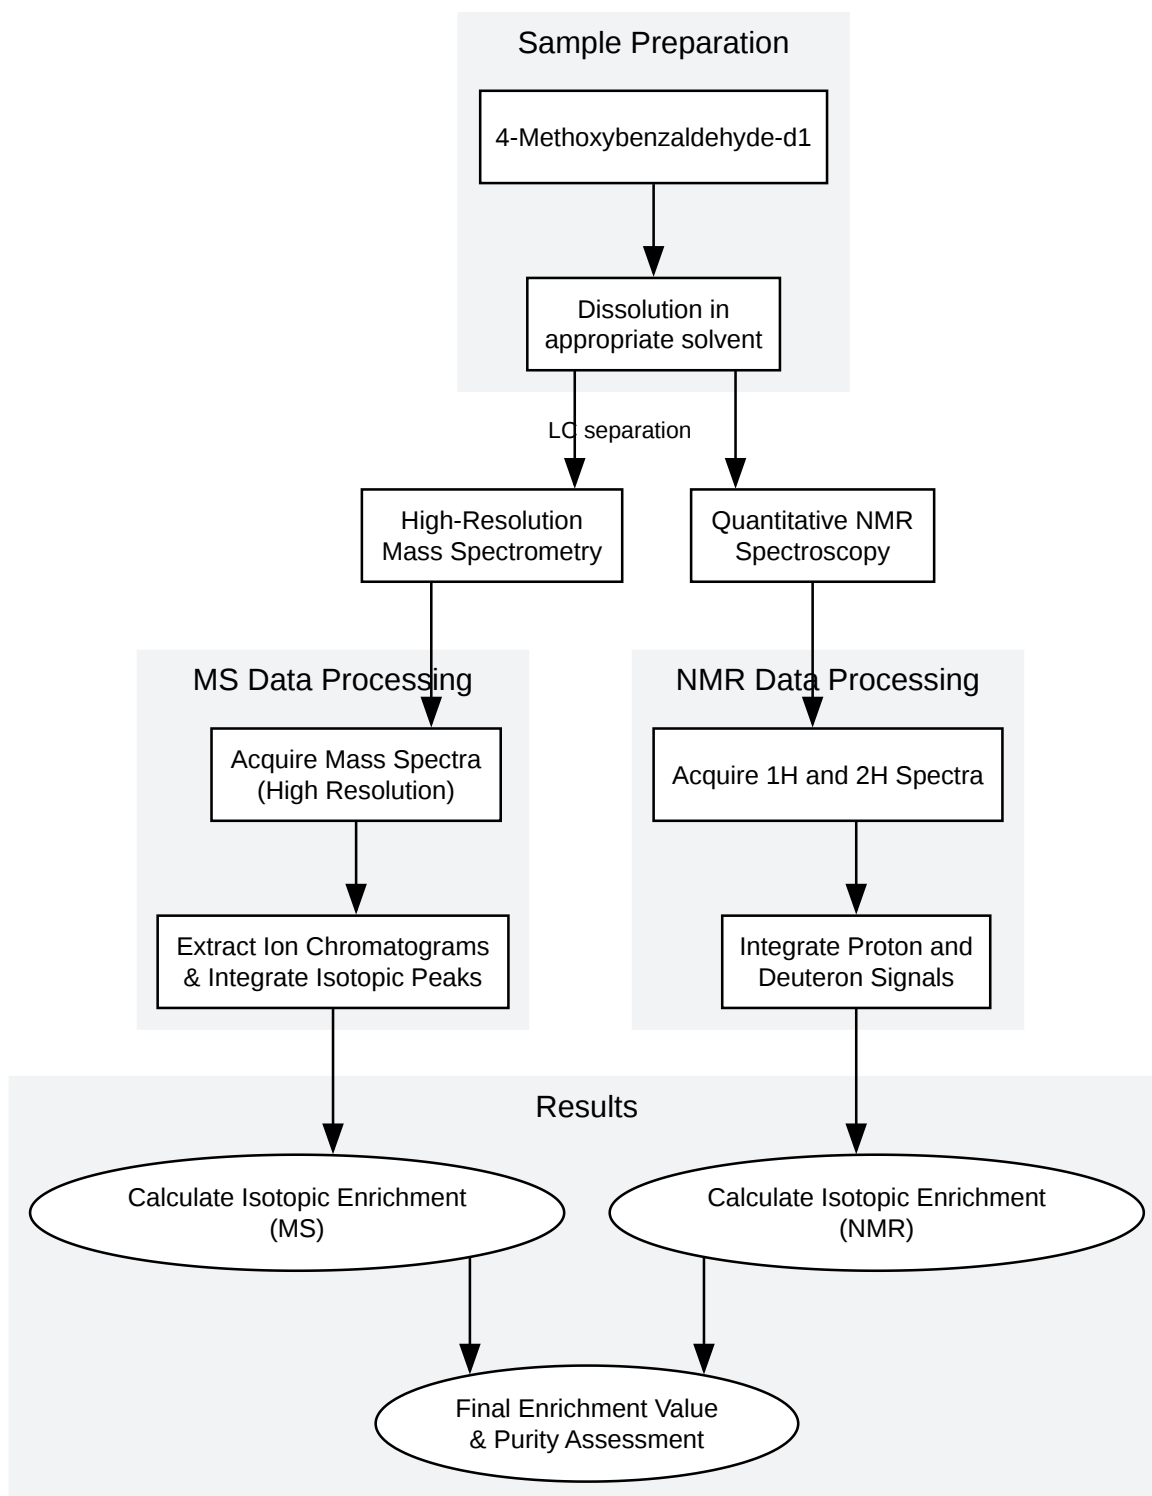 Sample Preparation
4-Methoxybenzaldehyde-d1
Dissolution in
appropriate solvent
LC separation
High-Resolution
Mass Spectrometry
Quantitative NMR
Spectroscopy
MS Data Processing
NMR Data Processing
Acquire Mass Spectra
(High Resolution)
Acquire 1H and 2H Spectra
Extract Ion Chromatograms
& Integrate Isotopic Peaks
Integrate Proton and
Deuteron Signals
Results
Calculate Isotopic Enrichment
(MS)
Calculate Isotopic Enrichment
(NMR)
Final Enrichment Value
& Purity Assessment